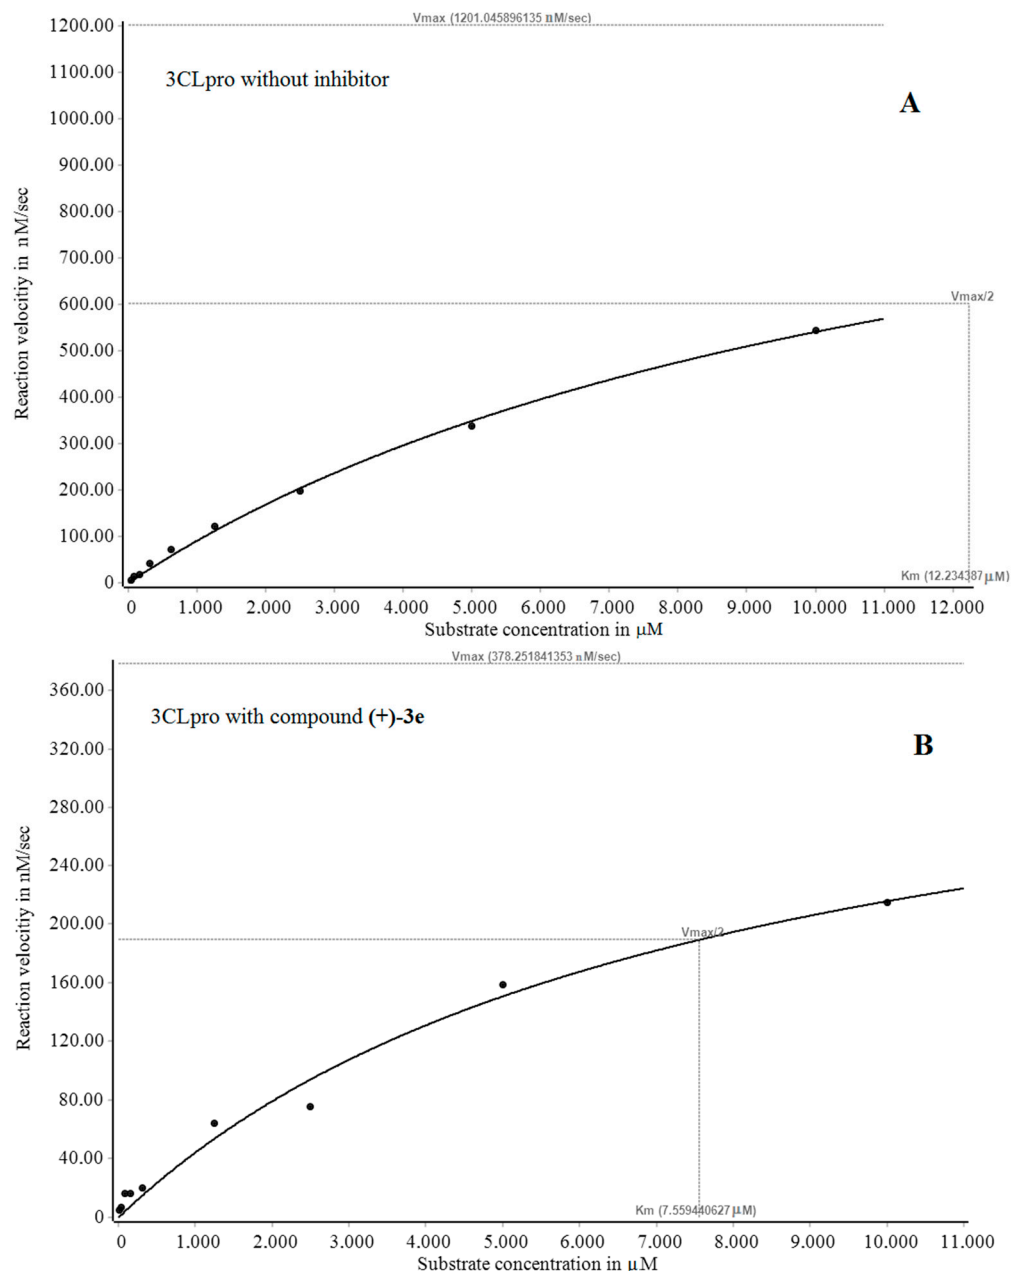 Vmax (1201.045896135 nM/sec)
1200.00
3CLpro without inhibitor
A
1100.00
1000.00
900.00
800.00
700.00
600.00
500.00
400.00
300.00
200.00
100.00
0
Reaction velocitiy in nM/sec
Vmax/2
Km (12.234387 μM)
0 1.000 2.000 3.000 4.000 5.000 6.000 7.000 8.000 9.000 10.000 11.000 12.000
Substrate concentration in μM
Vmax (378.251841353 nM/sec)
3CLpro with compound (+)-3e
B
360.00
320.00
280.00
240.00
200.00
160.00
120.00
80.00
40.00
0
Reaction velocitiy in nM/sec
Vmax/2
Km (7.559440627 μM)
0 1.000 2.000 3.000 4.000 5.000 6.000 7.000 8.000 9.000 10.000 11.000
Substrate concentration in μM